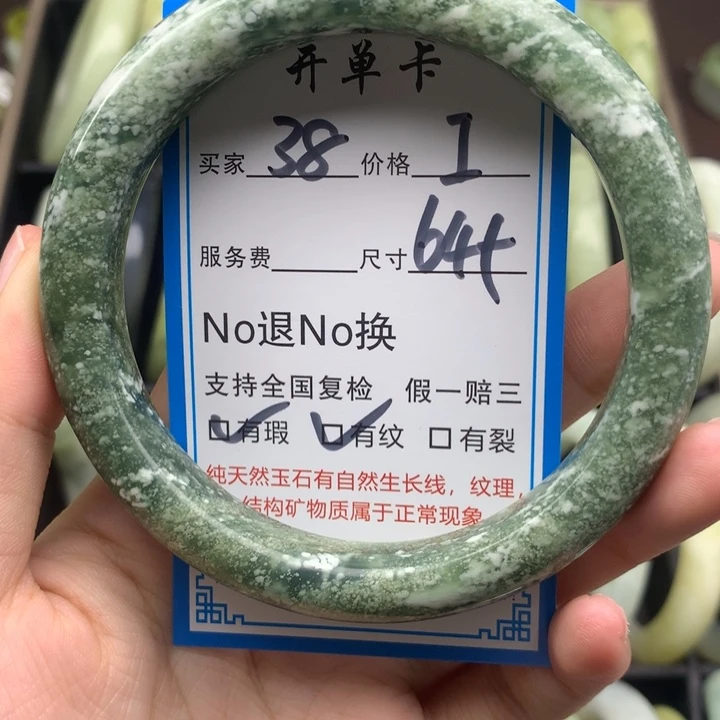 开单卡
买家 38 价格 I
服务费 尺寸 64+
No退No换
支持全国复检 假一赔三
☑有瑕 ☑有纹 □有裂
纯天然玉石有自然生长线，纹理，
结构矿物质属于正常现象